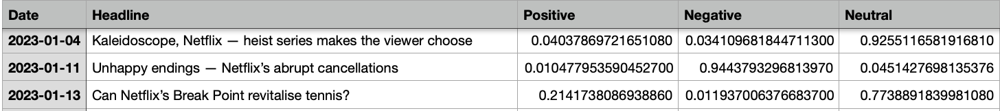 Date Headline Positive Negative Neutral
2023-01-04 Kaleidoscope, Netflix — heist series makes the viewer choose 0.04037869721651080 0.034109681844711300 0.9255116581916810
2023-01-11 Unhappy endings — Netflix’s abrupt cancellations 0.010477953590452700 0.9443793296813970 0.0451427698135376
2023-01-13 Can Netflix’s Break Point revitalise tennis? 0.2141738086938860 0.011937006376683700 0.7738891839981080